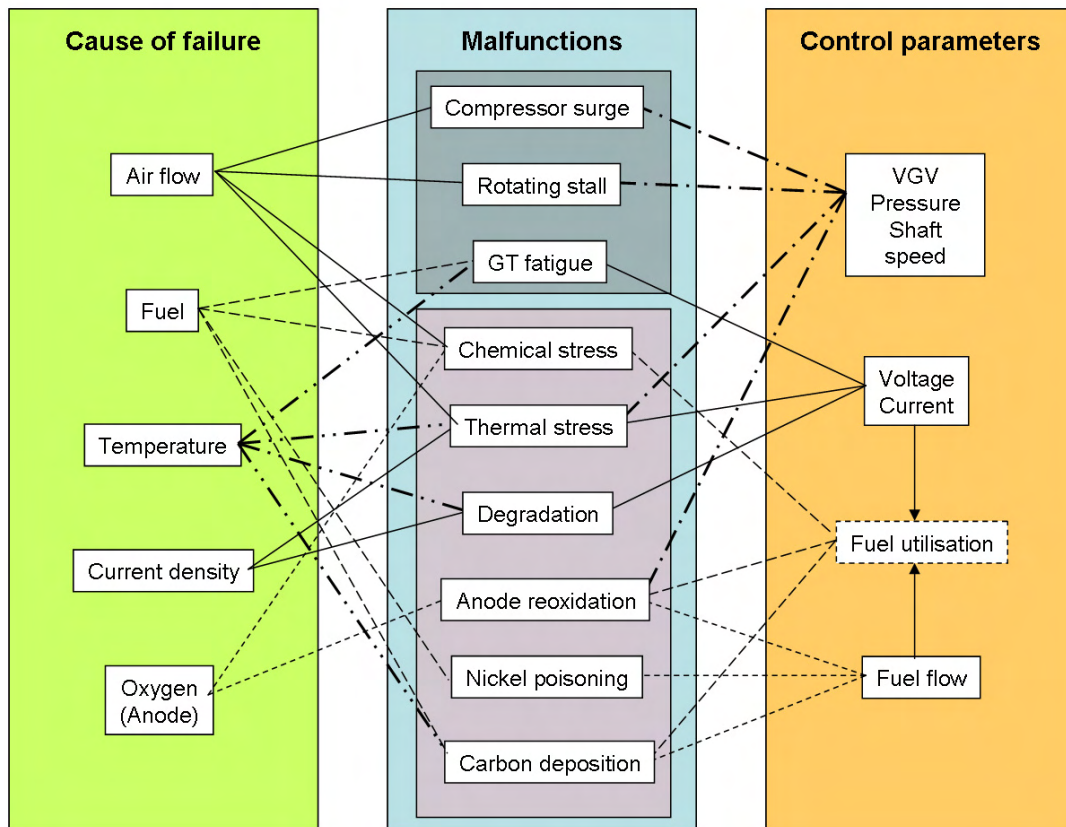 Cause of failure
Air flow
Fuel
Temperature
Current density
Oxygen
(Anode)
Malfunctions
Compressor surge
Rotating stall
GT fatigue
Chemical stress
Thermal stress
Degradation
Anode reoxidation
Nickel poisoning
Carbon deposition
Control parameters
VGV
Pressure
Shaft
speed
Voltage
Current
Fuel utilisation
Fuel flow